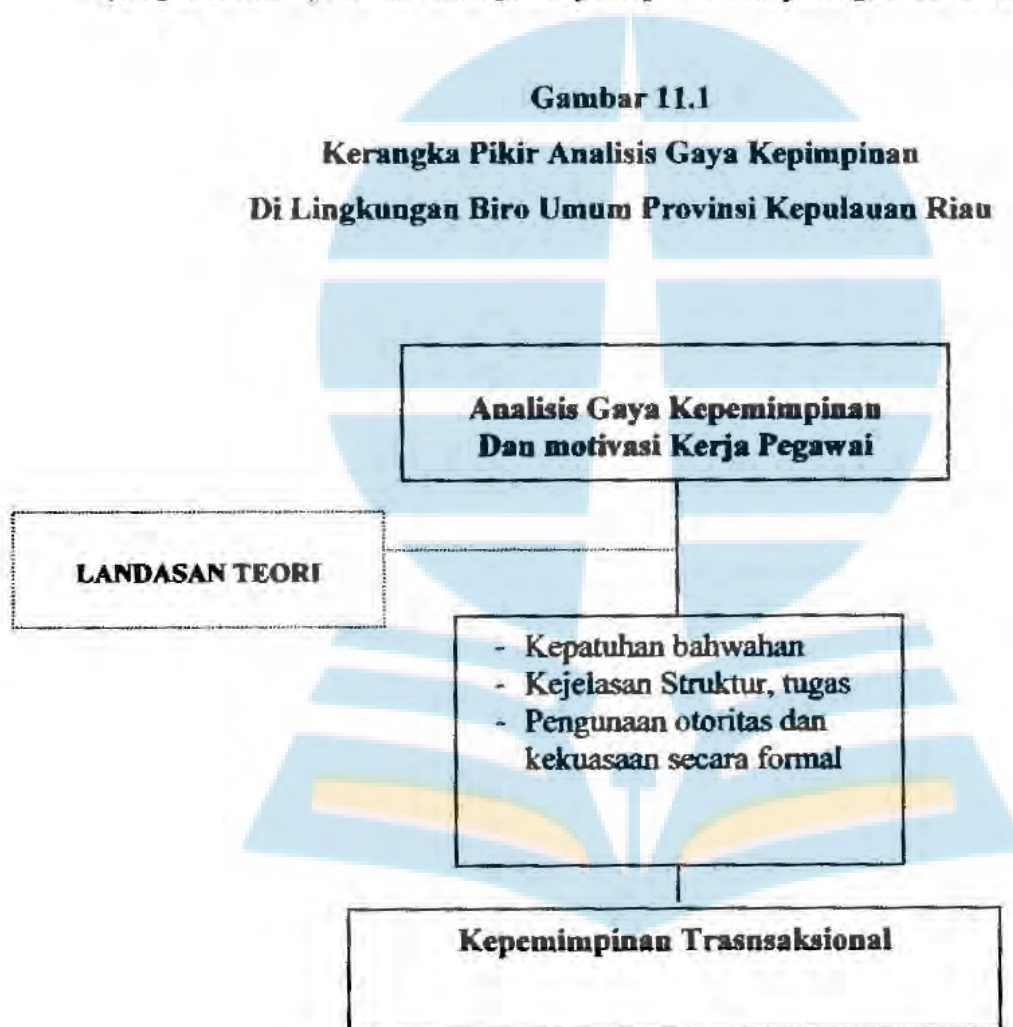 Gambar 11.1
Kerangka Pikir Analisis Gaya Kepimpinan
Di Lingkungan Biro Umum Provinsi Kepulauan Riau
Analisis Gaya Kepemimpinan
Dan motivasi Kerja Pegawai
LANDASAN TEORI
- Kepatuhan bahwahan
- Kejelasan Struktur, tugas
- Pengunaan otoritas dan
kekuasaan secara formal
Kepemimpinan Trasnsaksional